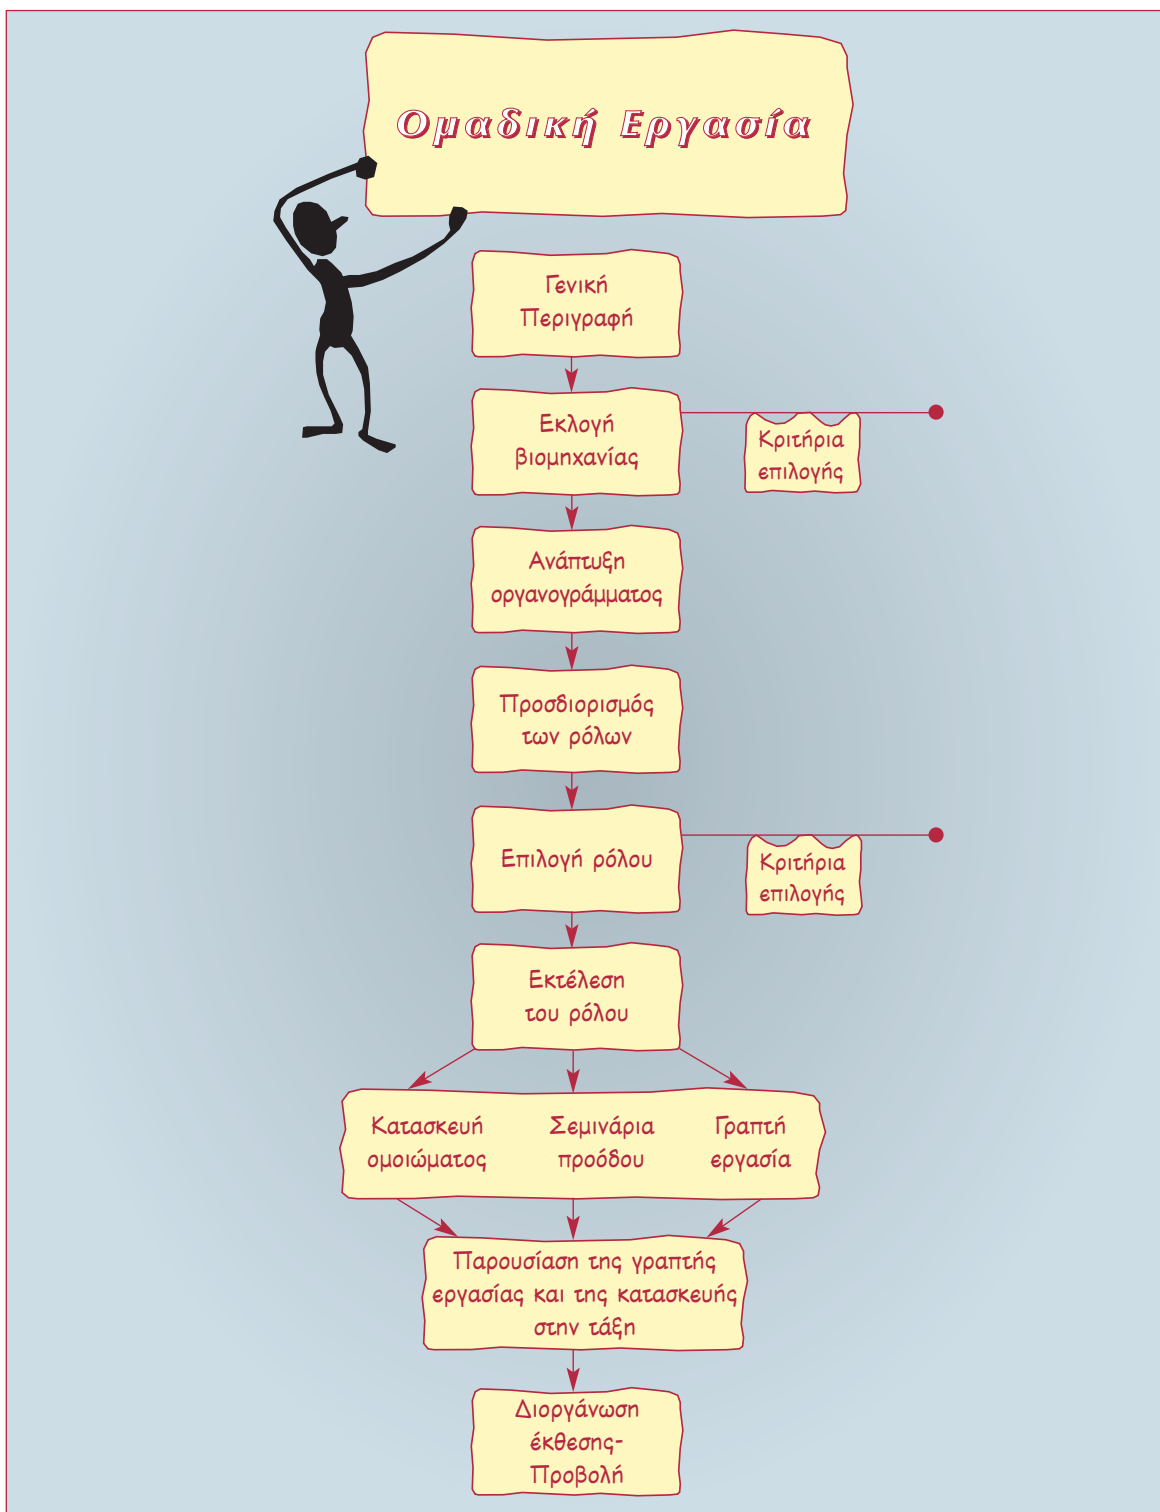 Ομαδική Εργασία
Γενική
Περιγραφή
Εκλογή
βιομηχανίας
Κριτήρια
επιλογής
Ανάπτυξη
οργανογράμματος
Προσδιορισμός
των ρόλων
Επιλογή ρόλου
Κριτήρια
επιλογής
Εκτέλεση
του ρόλου
Κατασκευή
ομοιώματος
Σεμινάρια
προόδου
Γραπτή
εργασία
Παρουσίαση της γραπτής
εργασίας και της κατασκευής
στην τάξη
Διοργάνωση
έκθεσης-
Προβολή